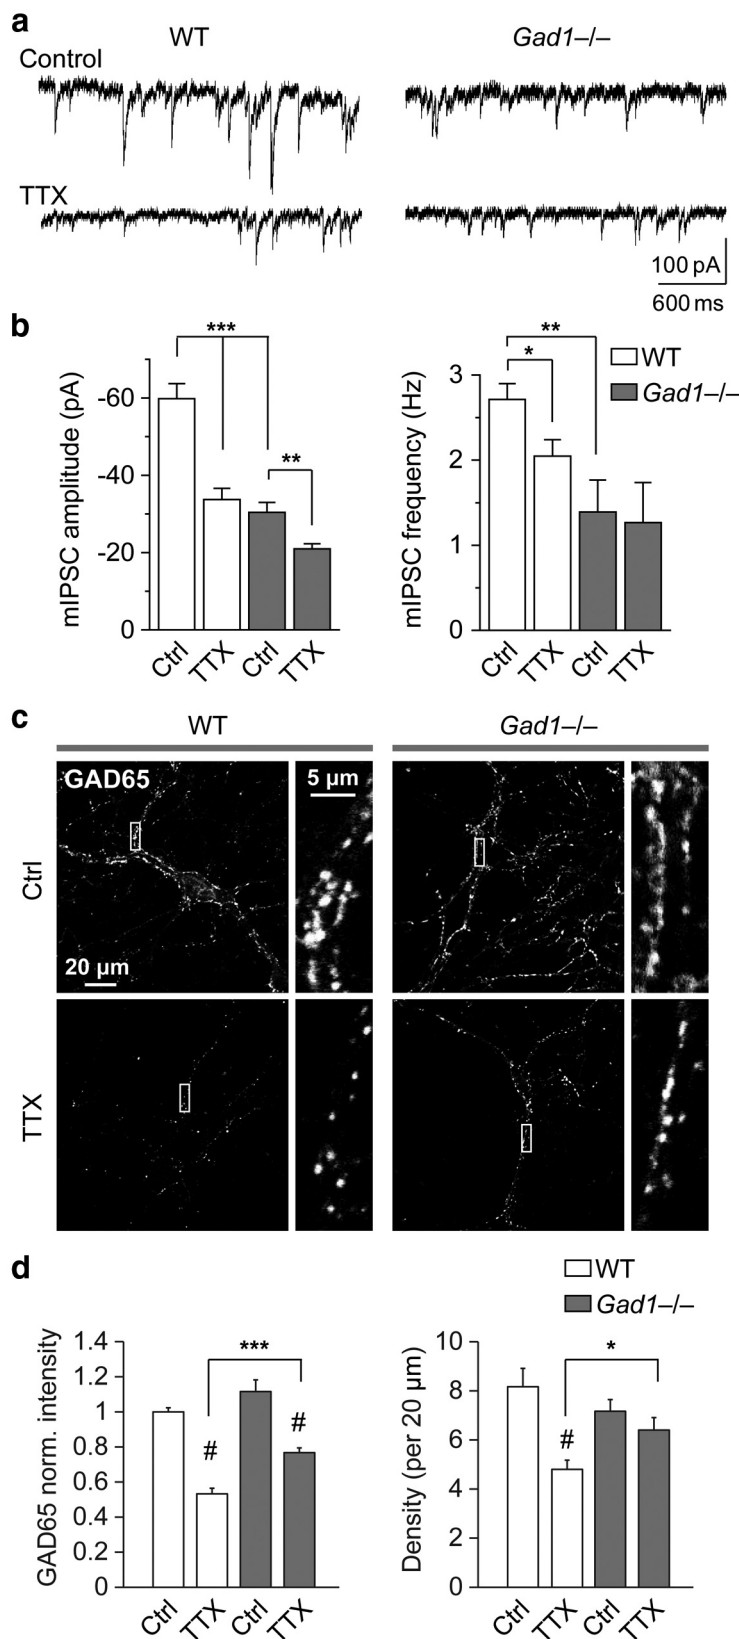 a
WT
Gad1–/–
Control
TTX
100 pA
600 ms
b
***
**
mIPSC amplitude (pA)
-60
-40
-20
0
Ctrl
TTX
Ctrl
TTX
**
*
WT
Gad1–/–
mIPSC frequency (Hz)
3
2
1
0
Ctrl
TTX
Ctrl
TTX
c
WT
Gad1–/–
GAD65
5 µm
Ctrl
20 µm
TTX
d
WT
Gad1–/–
GAD65 norm. intensity
1.4
1.2
1
0.8
0.6
0.4
0.2
0
***
#
#
Ctrl
TTX
Ctrl
TTX
Density (per 20 µm)
10
8
6
4
2
0
*
#
Ctrl
TTX
Ctrl
TTX